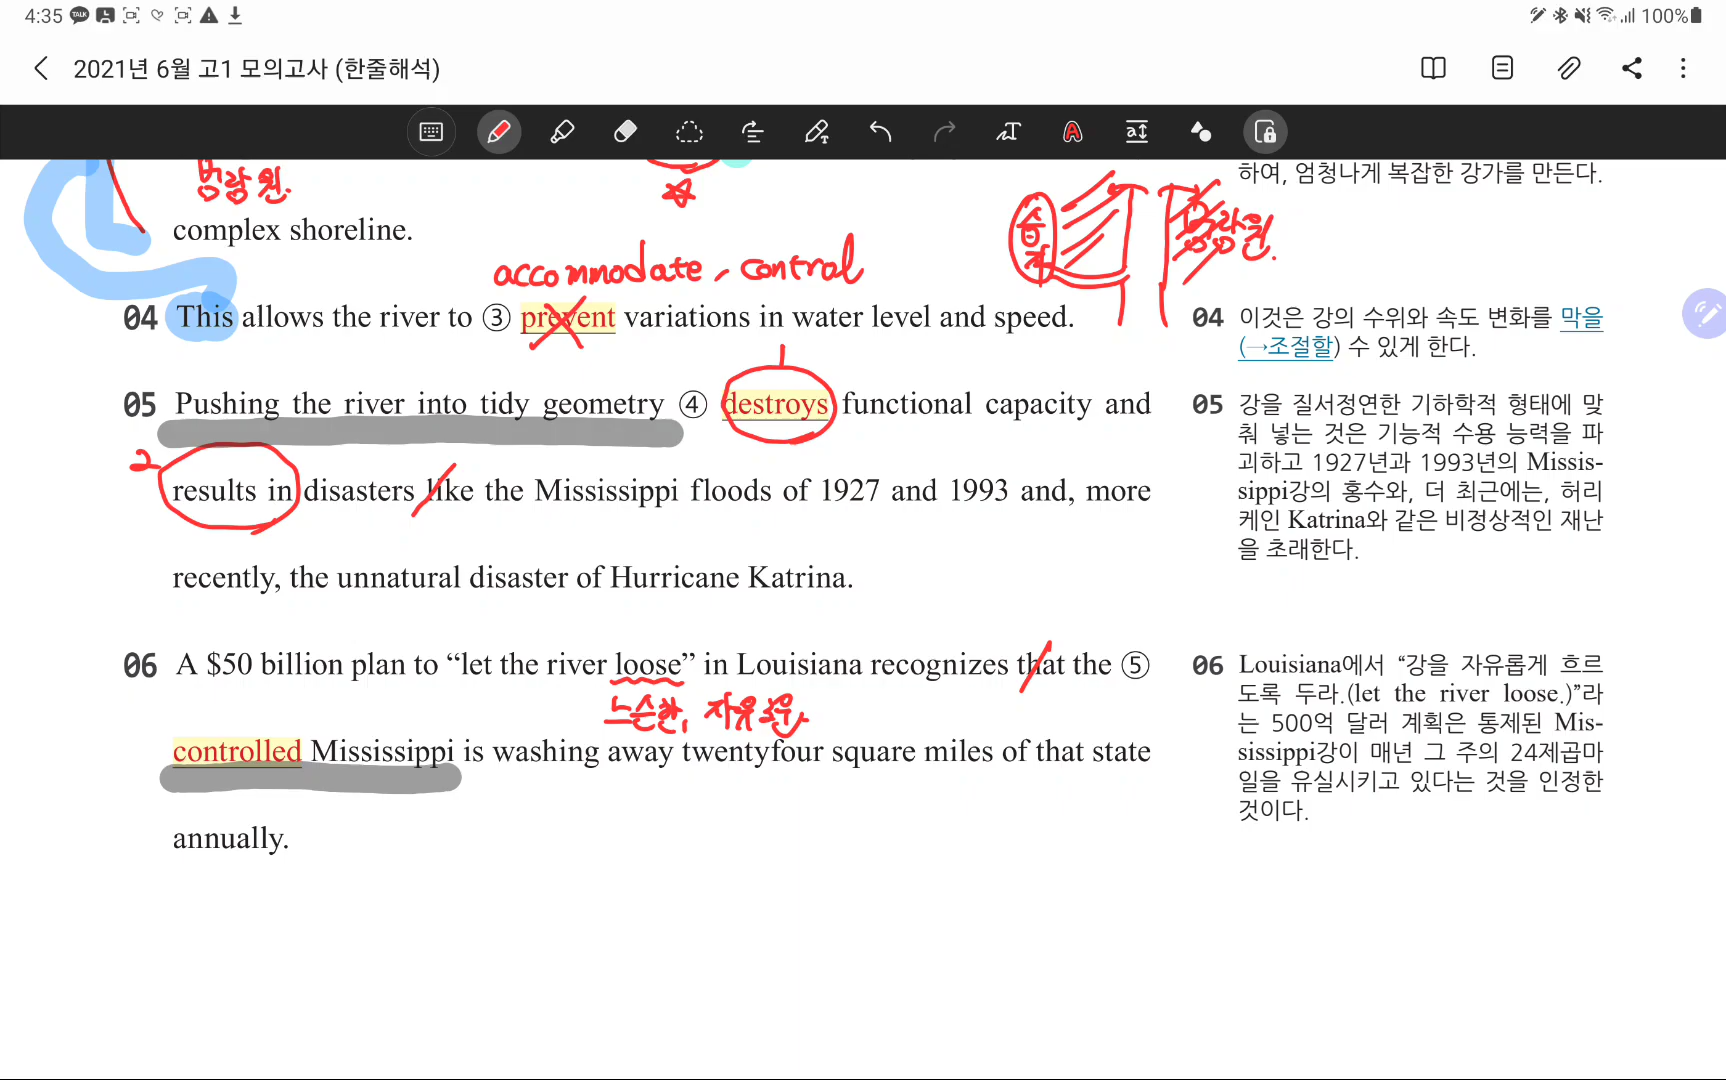 4:35
TALK
100%
2021년 6월 고1 모의고사 (한줄해석)
범람원.
하여, 엄청나게 복잡한 강가를 만든다.
complex shoreline.
습지
범람원.
accommodate, control
04 This allows the river to ③ prevent variations in water level and speed.
04 이것은 강의 수위와 속도 변화를 막을
(→조절할) 수 있게 한다.
1
05 Pushing the river into tidy geometry ④ destroys functional capacity and
2
results in disasters like the Mississippi floods of 1927 and 1993 and, more
recently, the unnatural disaster of Hurricane Katrina.
05 강을 질서정연한 기하학적 형태에 맞
춰 넣는 것은 기능적 수용 능력을 파
괴하고 1927년과 1993년의 Missis-
sippi강의 홍수와, 더 최근에는, 허리
케인 Katrina와 같은 비정상적인 재난
을 초래한다.
06 A $50 billion plan to “let the river loose” in Louisiana recognizes that the ⑤
느슨한, 자유로운
controlled Mississippi is washing away twentyfour square miles of that state
annually.
06 Louisiana에서 “강을 자유롭게 흐르
도록 두라.(let the river loose.)”라
는 500억 달러 계획은 통제된 Mis-
sissippi강이 매년 그 주의 24제곱마
일을 유실시키고 있다는 것을 인정한
것이다.